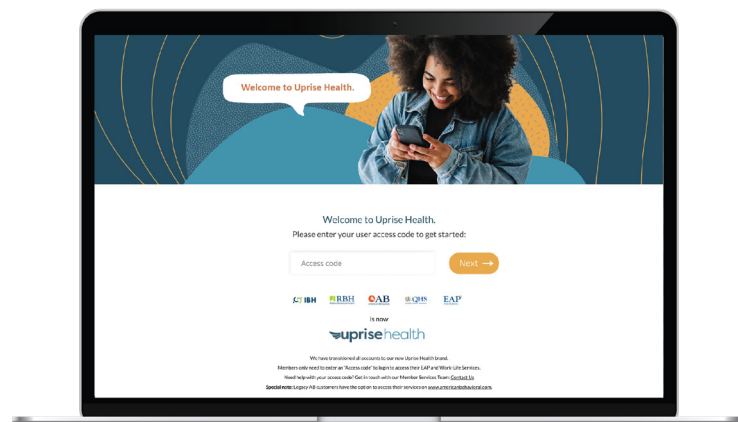 Welcome to Uprise Health.
Welcome to Uprise Health.
Please enter your user access code to get started:
Access code Next →
IBH RBH AB QHS EAP
is now
uprisehealth
We have transitioned all accounts to our new Uprise Health brand.
Members only need to enter an "Access code" to login to access their EAP and Work-Life Services.
Need help with your access code? Get in touch with our Member Services Team: Contact Us
Special note: Legacy AB customers have the option to access their services on www.americanbehavioral.com.